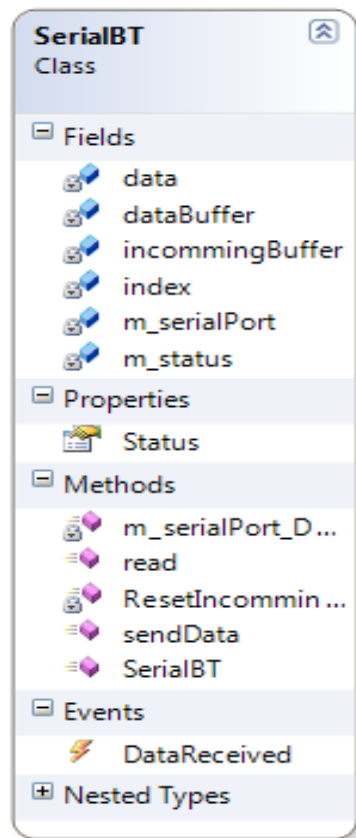 SerialBT
Class
Fields
data
dataBuffer
incommingBuffer
index
m_serialPort
m_status
Properties
Status
Methods
m_serialPort_D...
read
ResetIncommin ...
sendData
SerialBT
Events
DataReceived
Nested Types